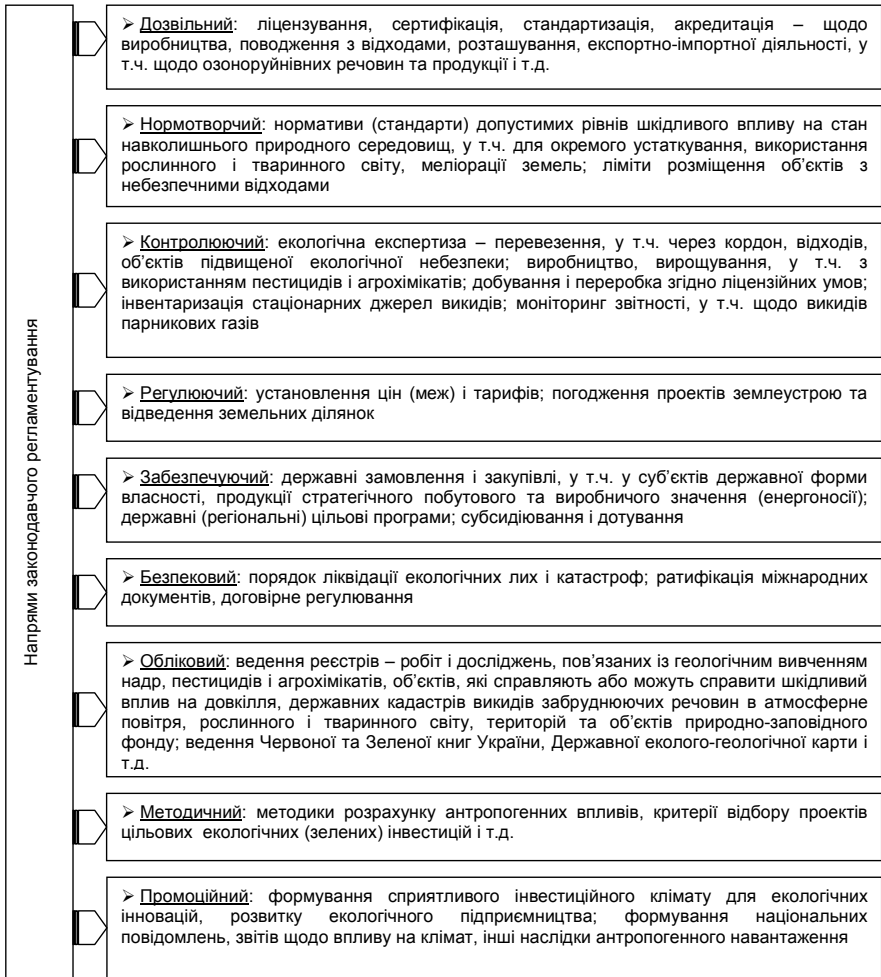 Напрями законодавчого регламентування
➢ Дозвільний: ліцензування, сертифікація, стандартизація, акредитація – щодо
виробництва, поводження з відходами, розташування, експортно-імпортної діяльності, у
т.ч. щодо озоноруйнівних речовин та продукції і т.д.
➢ Нормотворчий: нормативи (стандарти) допустимих рівнів шкідливого впливу на стан
навколишнього природного середовищ, у т.ч. для окремого устаткування, використання
рослинного і тваринного світу, меліорації земель; ліміти розміщення об’єктів з
небезпечними відходами
➢ Контролюючий: екологічна експертиза – перевезення, у т.ч. через кордон, відходів,
об’єктів підвищеної екологічної небезпеки; виробництво, вирощування, у т.ч. з
використанням пестицидів і агрохімікатів; добування і переробка згідно ліцензійних умов;
інвентаризація стаціонарних джерел викидів; моніторинг звітності, у т.ч. щодо викидів
парникових газів
➢ Регулюючий: установлення цін (меж) і тарифів; погодження проектів землеустрою та
відведення земельних ділянок
➢ Забезпечуючий: державні замовлення і закупівлі, у т.ч. у суб’єктів державної форми
власності, продукції стратегічного побутового та виробничого значення (енергоносії);
державні (регіональні) цільові програми; субсидіювання і дотування
➢ Безпековий: порядок ліквідації екологічних лих і катастроф; ратифікація міжнародних
документів, договірне регулювання
➢ Обліковий: ведення реєстрів – робіт і досліджень, пов’язаних із геологічним вивченням
надр, пестицидів і агрохімікатів, об’єктів, які справляють або можуть справити шкідливий
вплив на довкілля, державних кадастрів викидів забруднюючих речовин в атмосферне
повітря, рослинного і тваринного світу, територій та об’єктів природно-заповідного
фонду; ведення Червоної та Зеленої книг України, Державної еколого-геологічної карти і
т.д.
➢ Методичний: методики розрахунку антропогенних впливів, критерії відбору проектів
цільових екологічних (зелених) інвестицій і т.д.
➢ Промоційний: формування сприятливого інвестиційного клімату для екологічних
інновацій, розвитку екологічного підприємництва; формування національних
повідомлень, звітів щодо впливу на клімат, інші наслідки антропогенного навантаження